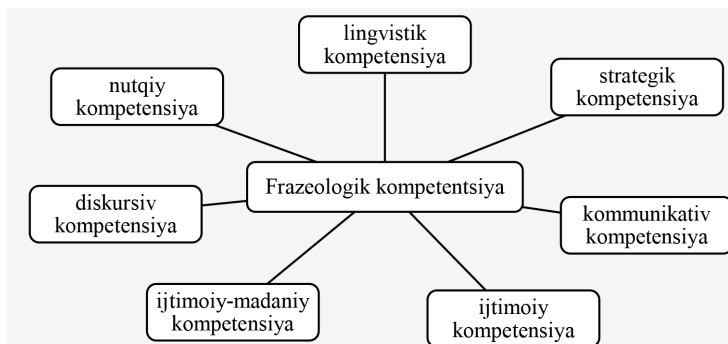 lingvistik
kompetensiya
nutqiy
kompetensiya
strategik
kompetensiya
Frazeologik kompetentsiya
diskursiv
kompetensiya
kommunikativ
kompetensiya
ijtimoiy-madaniy
kompetensiya
ijtimoiy
kompetensiya